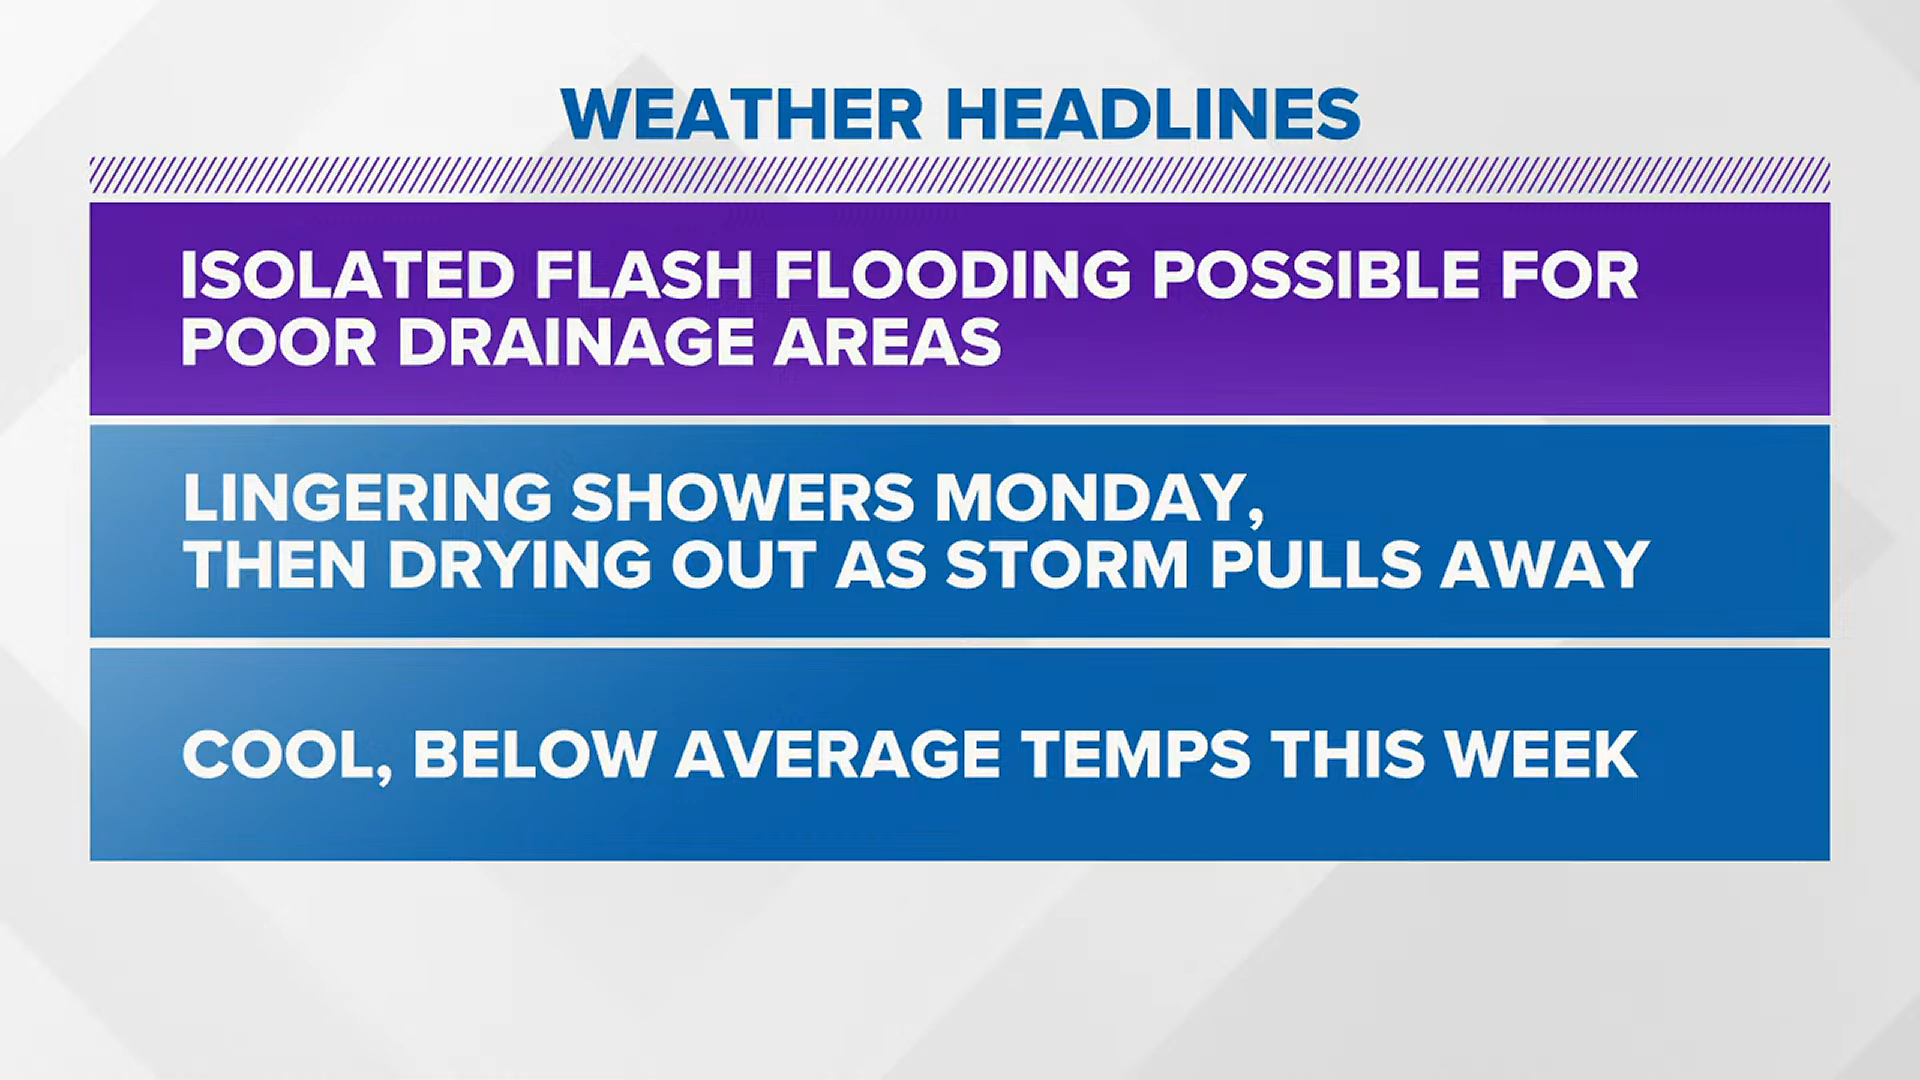 WEATHER HEADLINES
ISOLATED FLASH FLOODING POSSIBLE FOR
POOR DRAINAGE AREAS
LINGERING SHOWERS MONDAY,
THEN DRYING OUT AS STORM PULLS AWAY
COOL, BELOW AVERAGE TEMPS THIS WEEK